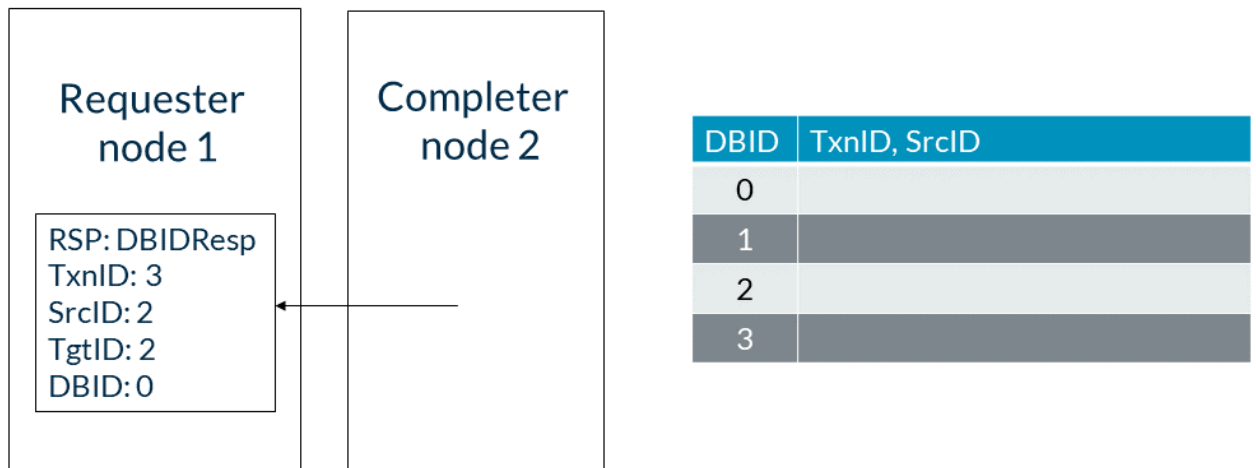 Requester
node 1
RSP: DBIDResp
TxnID: 3
SrcID: 2
TgtID: 2
DBID: 0
Completer
node 2
DBID TxnID, SrcID
0
1
2
3